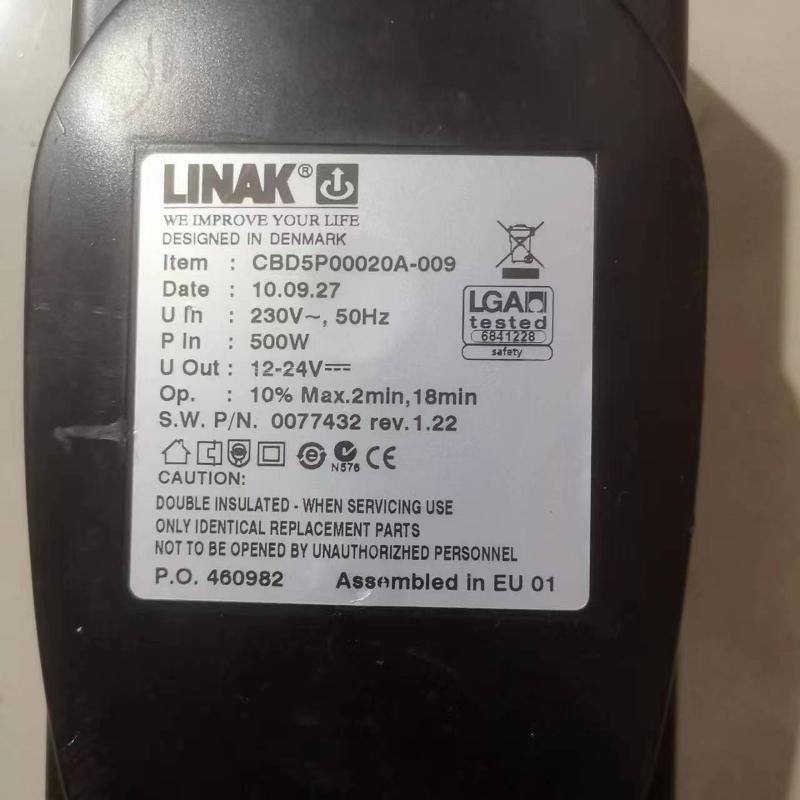 LINAK®
WE IMPROVE YOUR LIFE
DESIGNED IN DENMARK
Item : CBD5P00020A-009
Date : 10.09.27
U In : 230V~, 50Hz
P In : 500W
U Out : 12-24V⎓
Op. : 10% Max.2min,18min
S.W. P/N. 0077432 rev.1.22
LGA
tested
6841228
safety
N576 CE
CAUTION:
DOUBLE INSULATED - WHEN SERVICING USE
ONLY IDENTICAL REPLACEMENT PARTS
NOT TO BE OPENED BY UNAUTHORIZHED PERSONNEL
P.O. 460982 Assembled in EU 01